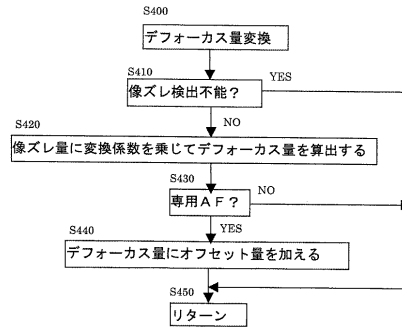 S400
デフォーカス量変換
S410
像ズレ検出不能？
YES
NO
S420
像ズレ量に変換係数を乗じてデフォーカス量を算出する
S430
専用ＡＦ？
NO
YES
S440
デフォーカス量にオフセット量を加える
S450
リターン